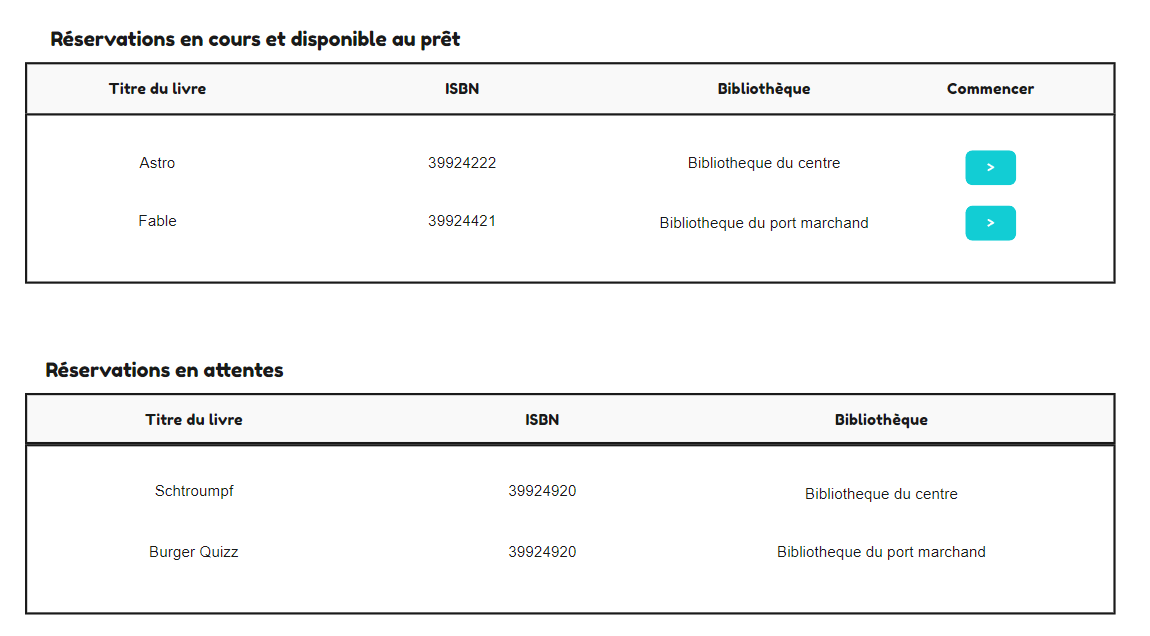 Réservations en cours et disponible au prêt
Titre du livre ISBN Bibliothèque Commencer
Astro 39924222 Bibliotheque du centre >
Fable 39924421 Bibliotheque du port marchand >
Réservations en attentes
Titre du livre ISBN Bibliothèque
Schtroumpf 39924920 Bibliotheque du centre
Burger Quizz 39924920 Bibliotheque du port marchand